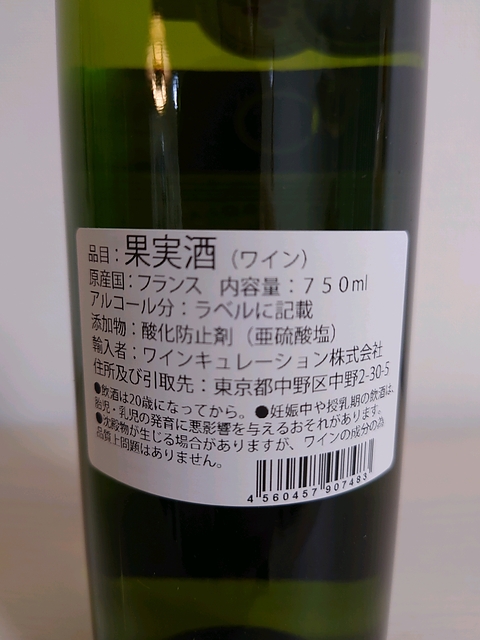 品目：果実酒（ワイン）
原産国：フランス　内容量：７５０ml
アルコール分：ラベルに記載
添加物：酸化防止剤（亜硫酸塩）
輸入者：ワインキュレーション株式会社
住所及び引取先：東京都中野区中野2-30-5
●飲酒は20歳になってから。●妊娠中や授乳期の飲酒は、
胎児・乳児の発育に悪影響を与えるおそれがあります。
●沈殿物が生じる場合がありますが、ワインの成分の為
品質上問題はありません。
4 560457 907483